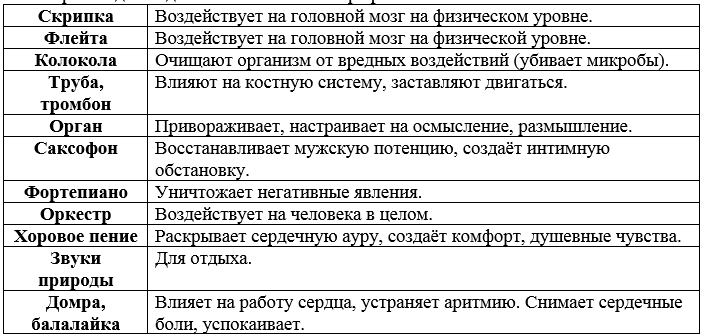 Скрипка Воздействует на головной мозг на физическом уровне.
Флейта Воздействует на головной мозг на физической уровне.
Колокола Очищают организм от вредных воздействий (убивает микробы).
Труба, Влияют на костную систему, заставляют двигаться.
тромбон
Орган Привораживает, настраивает на осмысление, размышление.
Саксофон Восстанавливает мужскую потенцию, создаёт интимную
обстановку.
Фортепиано Уничтожает негативные явления.
Оркестр Воздействует на человека в целом.
Хоровое пение Раскрывает сердечную ауру, создаёт комфорт, душевные чувства.
Звуки Для отдыха.
природы
Домра, Влияет на работу сердца, устраняет аритмию. Снимает сердечные
балалайка боли, успокаивает.